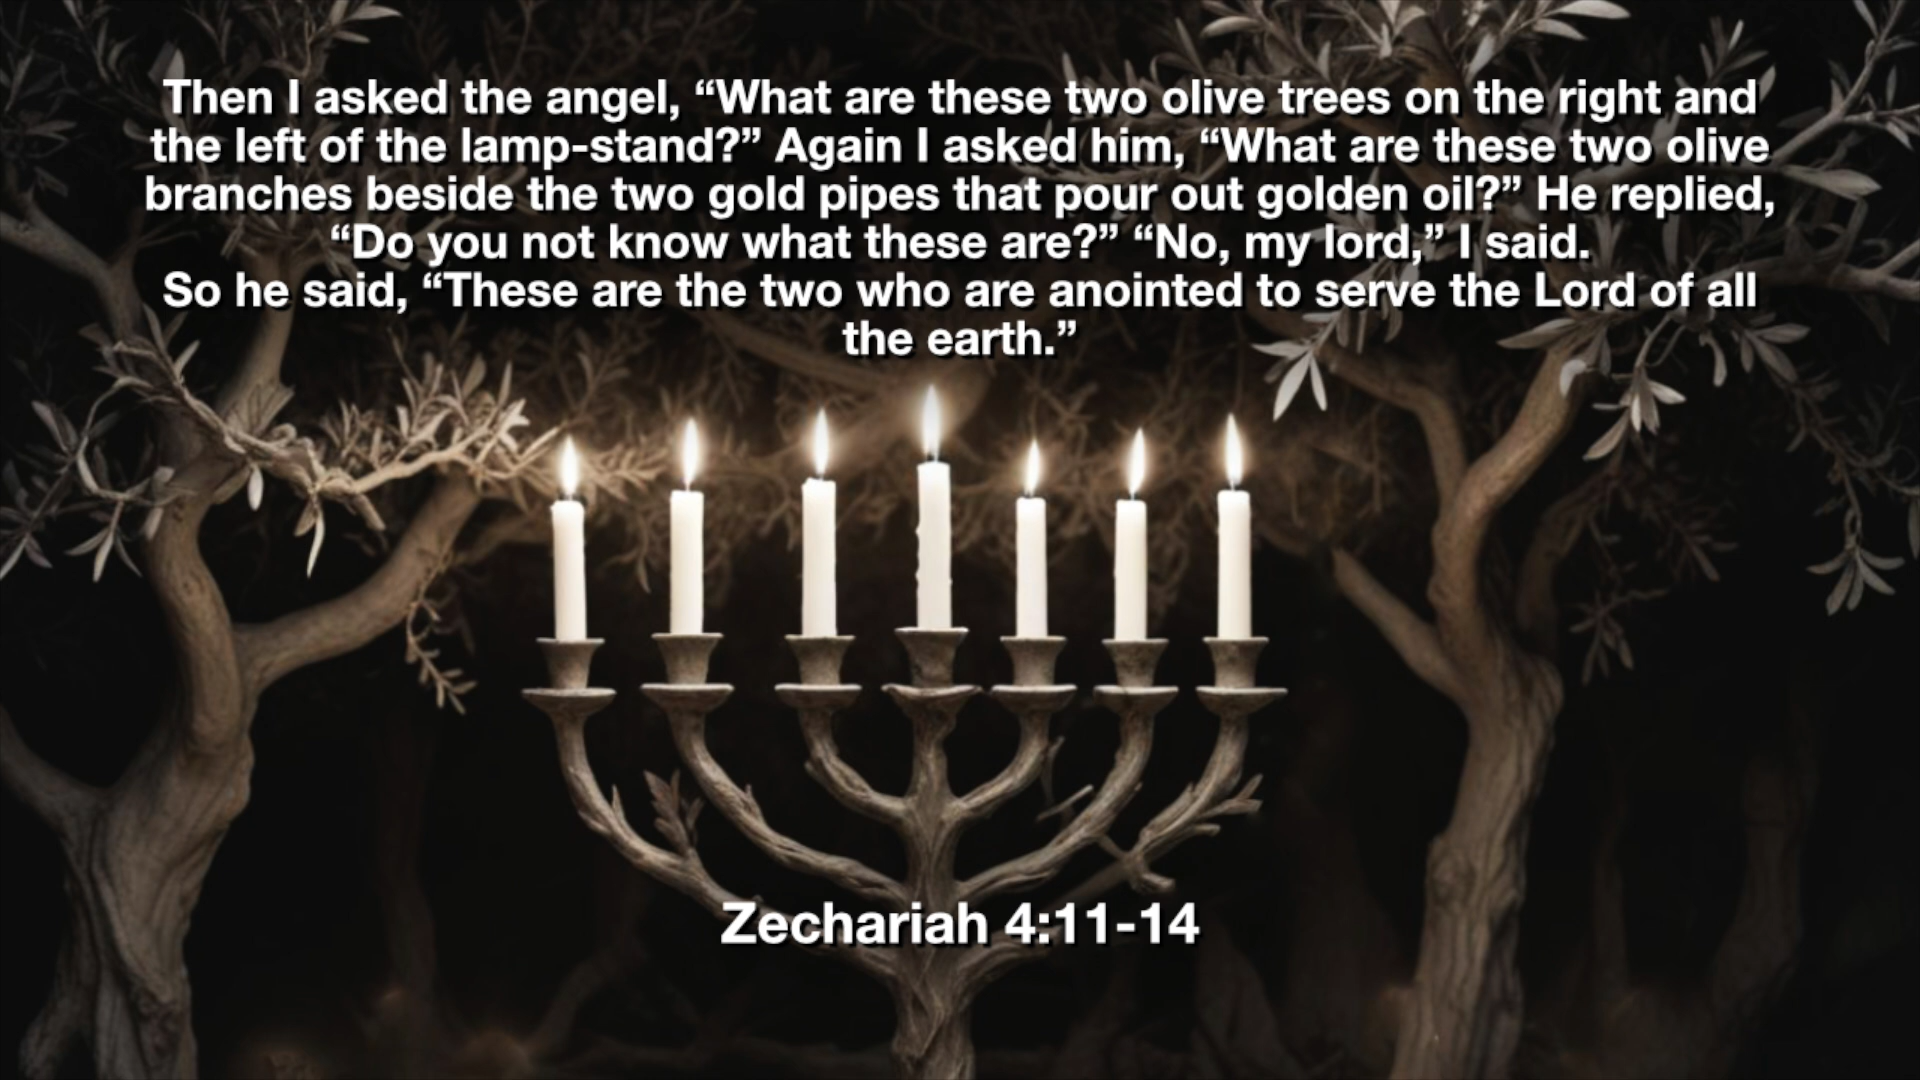 Then I asked the angel, “What are these two olive trees on the right and
the left of the lamp-stand?” Again I asked him, “What are these two olive
branches beside the two gold pipes that pour out golden oil?” He replied,
“Do you not know what these are?” “No, my lord,” I said.
So he said, “These are the two who are anointed to serve the Lord of all
the earth.”
Zechariah 4:11-14